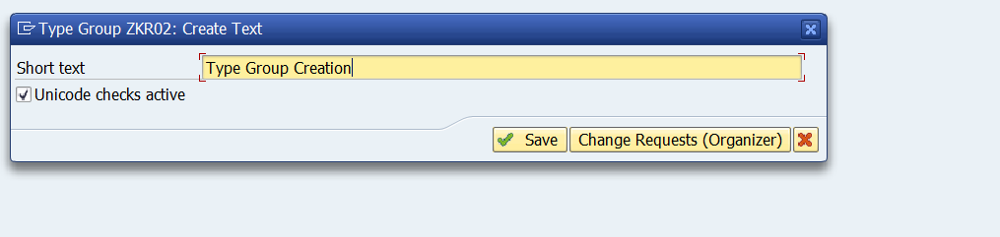 Type Group ZKR02: Create Text
Short text Type Group Creation
Unicode checks active
Save Change Requests (Organizer)